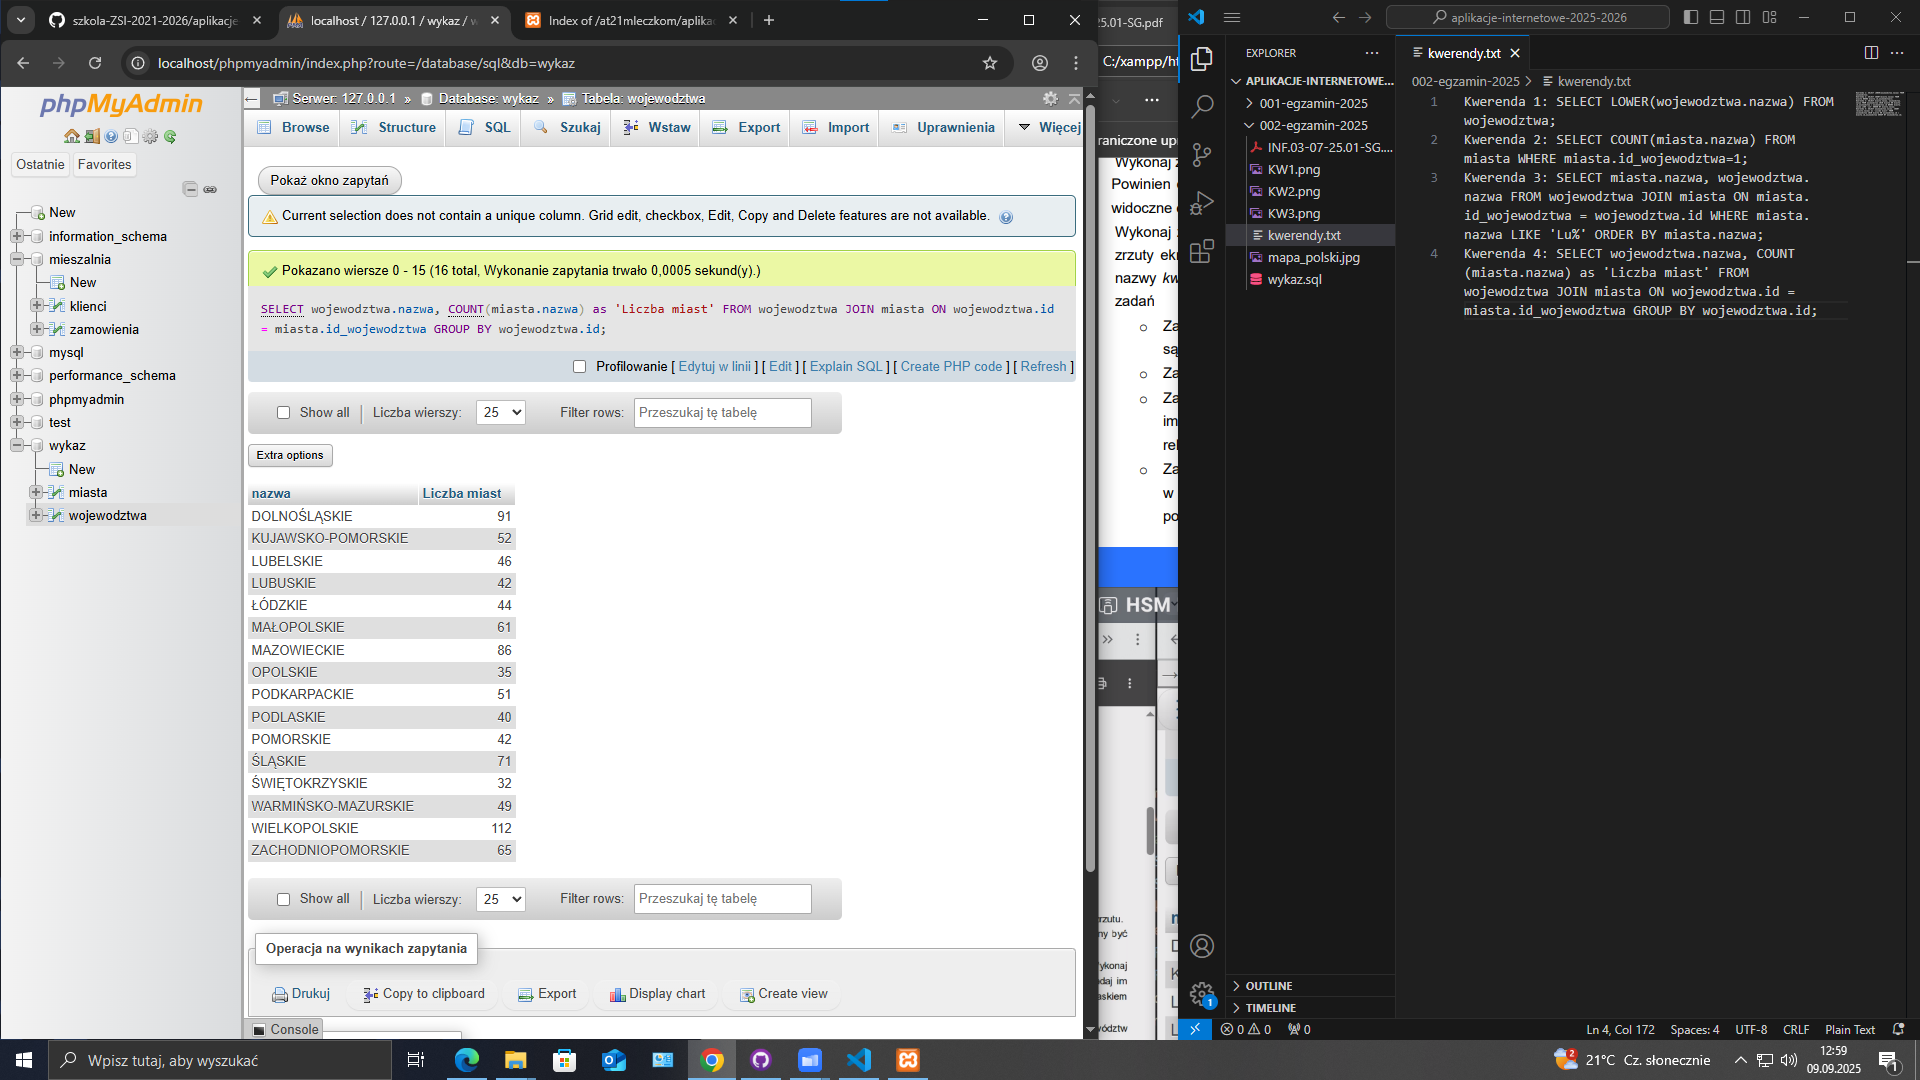 szkola-ZSI-2021-2026/aplikacje
localhost / 127.0.0.1 / wykaz / w
Index of /at21mleczkom/aplikac
localhost/phpmyadmin/index.php?route=/database/sql&db=wykaz
phpMyAdmin
Ostatnie
Favorites
New
information_schema
mieszalnia
New
klienci
zamowienia
mysql
performance_schema
phpmyadmin
test
wykaz
New
miasta
wojewodztwa
Serwer: 127.0.0.1 » Database: wykaz » Tabela: wojewodztwa
Browse
Structure
SQL
Szukaj
Wstaw
Export
Import
Uprawnienia
Więcej
Pokaż okno zapytań
Current selection does not contain a unique column. Grid edit, checkbox, Edit, Copy and Delete features are not available.
Pokazano wiersze 0 - 15 (16 total, Wykonanie zapytania trwało 0,0005 sekund(y).)
SELECT wojewodztwa.nazwa, COUNT(miasta.nazwa) as 'Liczba miast' FROM wojewodztwa JOIN miasta ON wojewodztwa.id
= miasta.id_wojewodztwa GROUP BY wojewodztwa.id;
Profilowanie [ Edytuj w linii ] [ Edit ] [ Explain SQL ] [ Create PHP code ] [ Refresh ]
Show all
Liczba wierszy:
25
Filter rows:
Przeszukaj tę tabelę
Extra options
nazwa Liczba miast
DOLNOŚLĄSKIE 91
KUJAWSKO-POMORSKIE 52
LUBELSKIE 46
LUBUSKIE 42
ŁÓDZKIE 44
MAŁOPOLSKIE 61
MAZOWIECKIE 86
OPOLSKIE 35
PODKARPACKIE 51
PODLASKIE 40
POMORSKIE 42
ŚLĄSKIE 71
ŚWIĘTOKRZYSKIE 32
WARMIŃSKO-MAZURSKIE 49
WIELKOPOLSKIE 112
ZACHODNIOPOMORSKIE 65
Show all
Liczba wierszy:
25
Filter rows:
Przeszukaj tę tabelę
Operacja na wynikach zapytania
Drukuj
Copy to clipboard
Export
Display chart
Create view
Console
25.01-SG.pdf
C:/xampp/ht
raniczone upr
Wykonaj z
Powinien
widoczne
Wykonaj
zrzuty ekr
nazwy kw
zadań
Za
są
Za
Za
im
rel
Za
w
po
HSM
rzutu.
ny być
ykonaj
daj im
askiem
wództw
aplikacje-internetowe-2025-2026
EXPLORER
APLIKACJE-INTERNETOWE...
001-egzamin-2025
002-egzamin-2025
INF.03-07-25.01-SG....
KW1.png
KW2.png
KW3.png
kwerendy.txt
mapa_polski.jpg
wykaz.sql
OUTLINE
TIMELINE
kwerendy.txt
002-egzamin-2025 > kwerendy.txt
1 Kwerenda 1: SELECT LOWER(wojewodztwa.nazwa) FROM
wojewodztwa;
2 Kwerenda 2: SELECT COUNT(miasta.nazwa) FROM
miasta WHERE miasta.id_wojewodztwa=1;
3 Kwerenda 3: SELECT miasta.nazwa, wojewodztwa.
nazwa FROM wojewodztwa JOIN miasta ON miasta.
id_wojewodztwa = wojewodztwa.id WHERE miasta.
nazwa LIKE 'Lu%' ORDER BY miasta.nazwa;
4 Kwerenda 4: SELECT wojewodztwa.nazwa, COUNT
(miasta.nazwa) as 'Liczba miast' FROM
wojewodztwa JOIN miasta ON wojewodztwa.id =
miasta.id_wojewodztwa GROUP BY wojewodztwa.id;
1
0 0 0
Ln 4, Col 172
Spaces: 4
UTF-8
CRLF
Plain Text
Wpisz tutaj, aby wyszukać
2
21°C Cz. słonecznie
12:59
09.09.2025
1